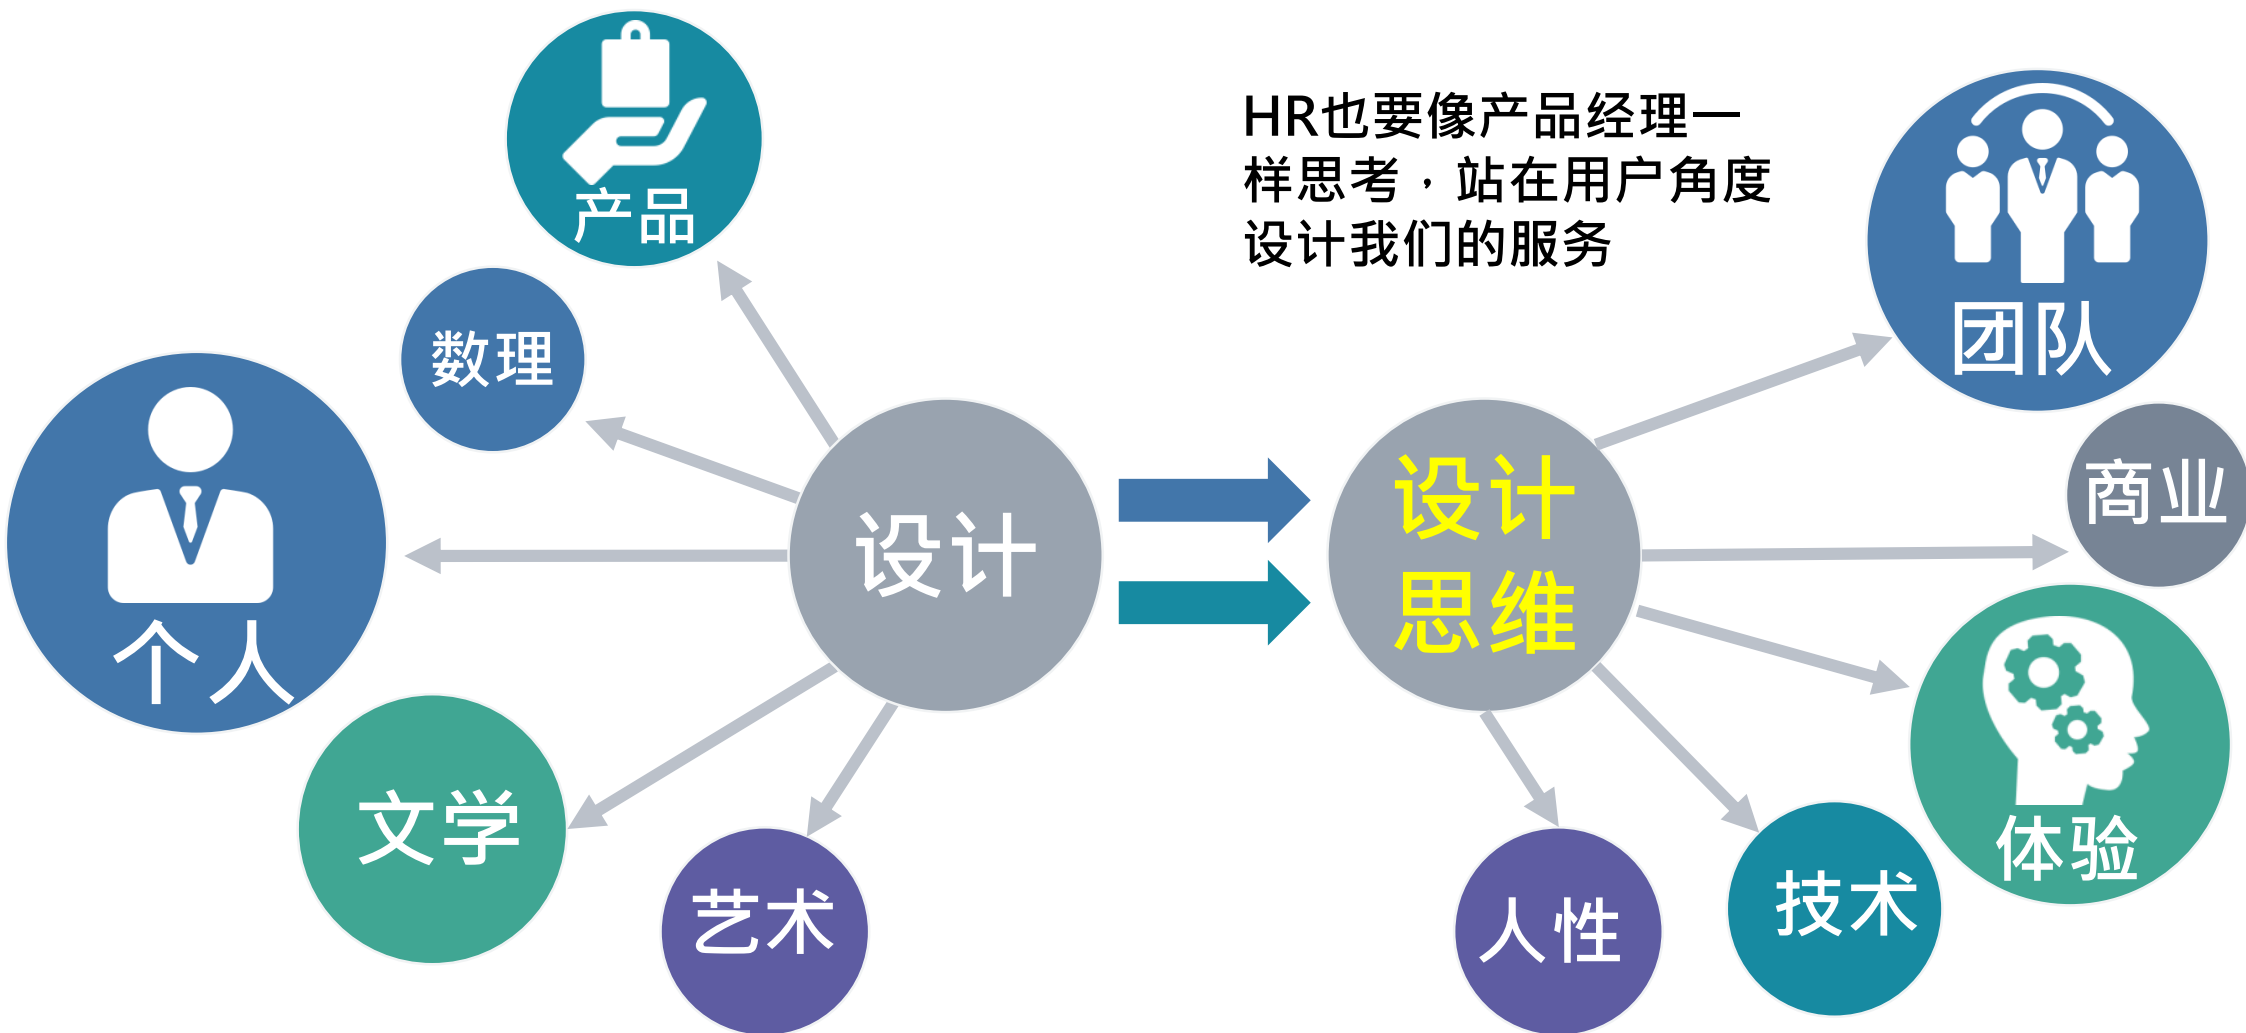 产品
HR也要像产品经理一
样思考，站在用户角度
设计我们的服务
数理
团队
个人
设计
设计
思维
商业
文学
艺术
体验
人性
技术